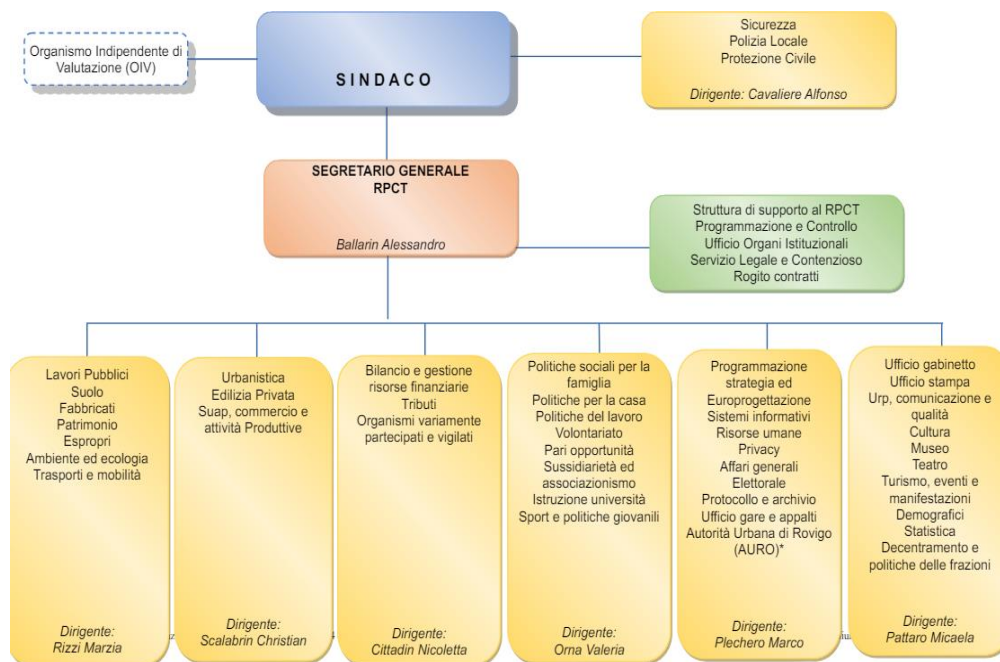 Organismo Indipendente di
Valutazione (OIV)
SINDACO
Sicurezza
Polizia Locale
Protezione Civile
Dirigente: Cavaliere Alfonso
SEGRETARIO GENERALE
RPCT
Ballarin Alessandro
Struttura di supporto al RPCT
Programmazione e Controllo
Ufficio Organi Istituzionali
Servizio Legale e Contenzioso
Rogito contratti
Lavori Pubblici
Suolo
Fabbricati
Patrimonio
Espropri
Ambiente ed ecologia
Trasporti e mobilità
Dirigente:
Rizzi Marzia
Urbanistica
Edilizia Privata
Suap, commercio e
attività Produttive
Dirigente:
Scalabrin Christian
Bilancio e gestione
risorse finanziarie
Tributi
Organismi variamente
partecipati e vigilati
Dirigente:
Cittadin Nicoletta
Politiche sociali per la
famiglia
Politiche per la casa
Politiche del lavoro
Volontariato
Pari opportunità
Sussidiarietà ed
associazionismo
Istruzione università
Sport e politiche giovanili
Dirigente:
Orna Valeria
Programmazione
strategia ed
Europrogettazione
Sistemi informativi
Risorse umane
Privacy
Affari generali
Elettorale
Protocollo e archivio
Ufficio gare e appalti
Autorità Urbana di Rovigo
(AURO)*
Dirigente:
Plechero Marco
Ufficio gabinetto
Ufficio stampa
Urp, comunicazione e
qualità
Cultura
Museo
Teatro
Turismo, eventi e
manifestazioni
Demografici
Statistica
Decentramento e
politiche delle frazioni
Dirigente:
Pattaro Micaela